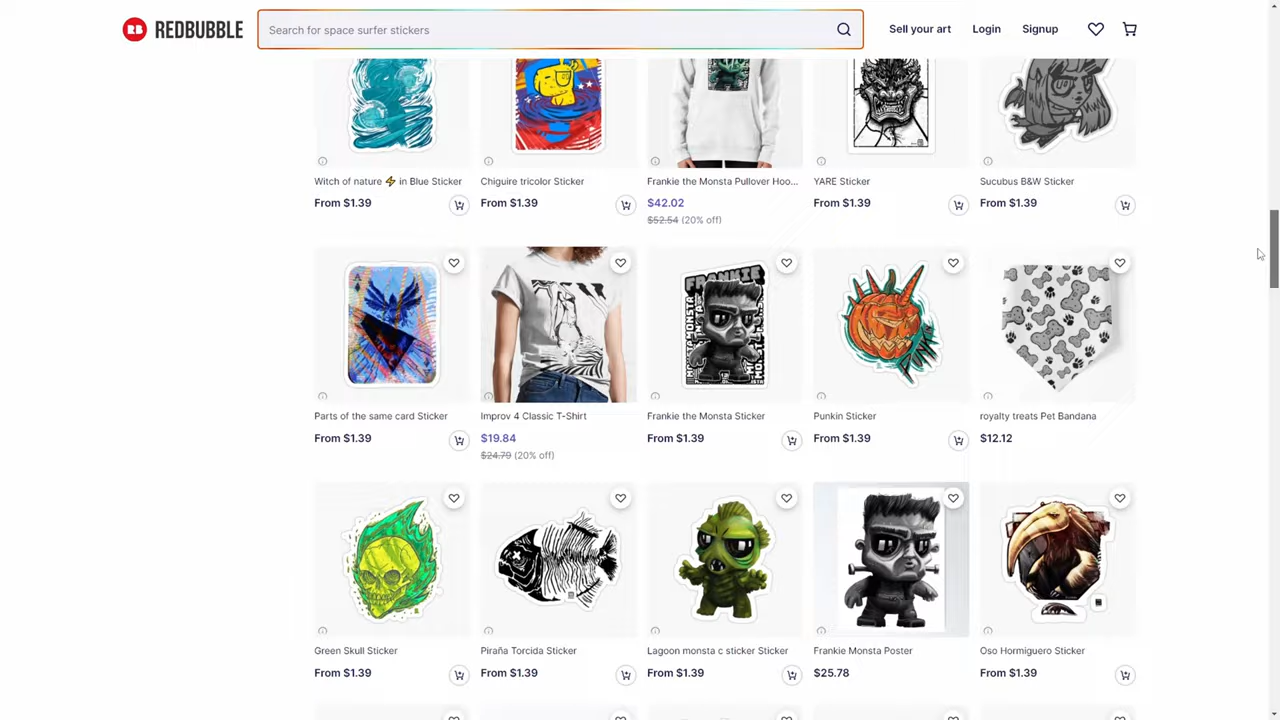 RB REDBUBBLE
Search for space surfer stickers
Sell your art
Login
Signup
Witch of nature ⚡ in Blue Sticker
From $1.39
Chiguire tricolor Sticker
From $1.39
Frankie the Monsta Pullover Hoo...
$42.02
$52.54 (20% off)
YARE Sticker
From $1.39
Sucubus B&W Sticker
From $1.39
FRANKIE
Parts of the same card Sticker
From $1.39
Improv 4 Classic T-Shirt
$19.84
$24.79 (20% off)
Frankie the Monsta Sticker
From $1.39
Punkin Sticker
From $1.39
royalty treats Pet Bandana
$12.12
Green Skull Sticker
From $1.39
Piraña Torcida Sticker
From $1.39
Lagoon monsta c sticker Sticker
From $1.39
Frankie Monsta Poster
$25.78
Oso Hormiguero Sticker
From $1.39